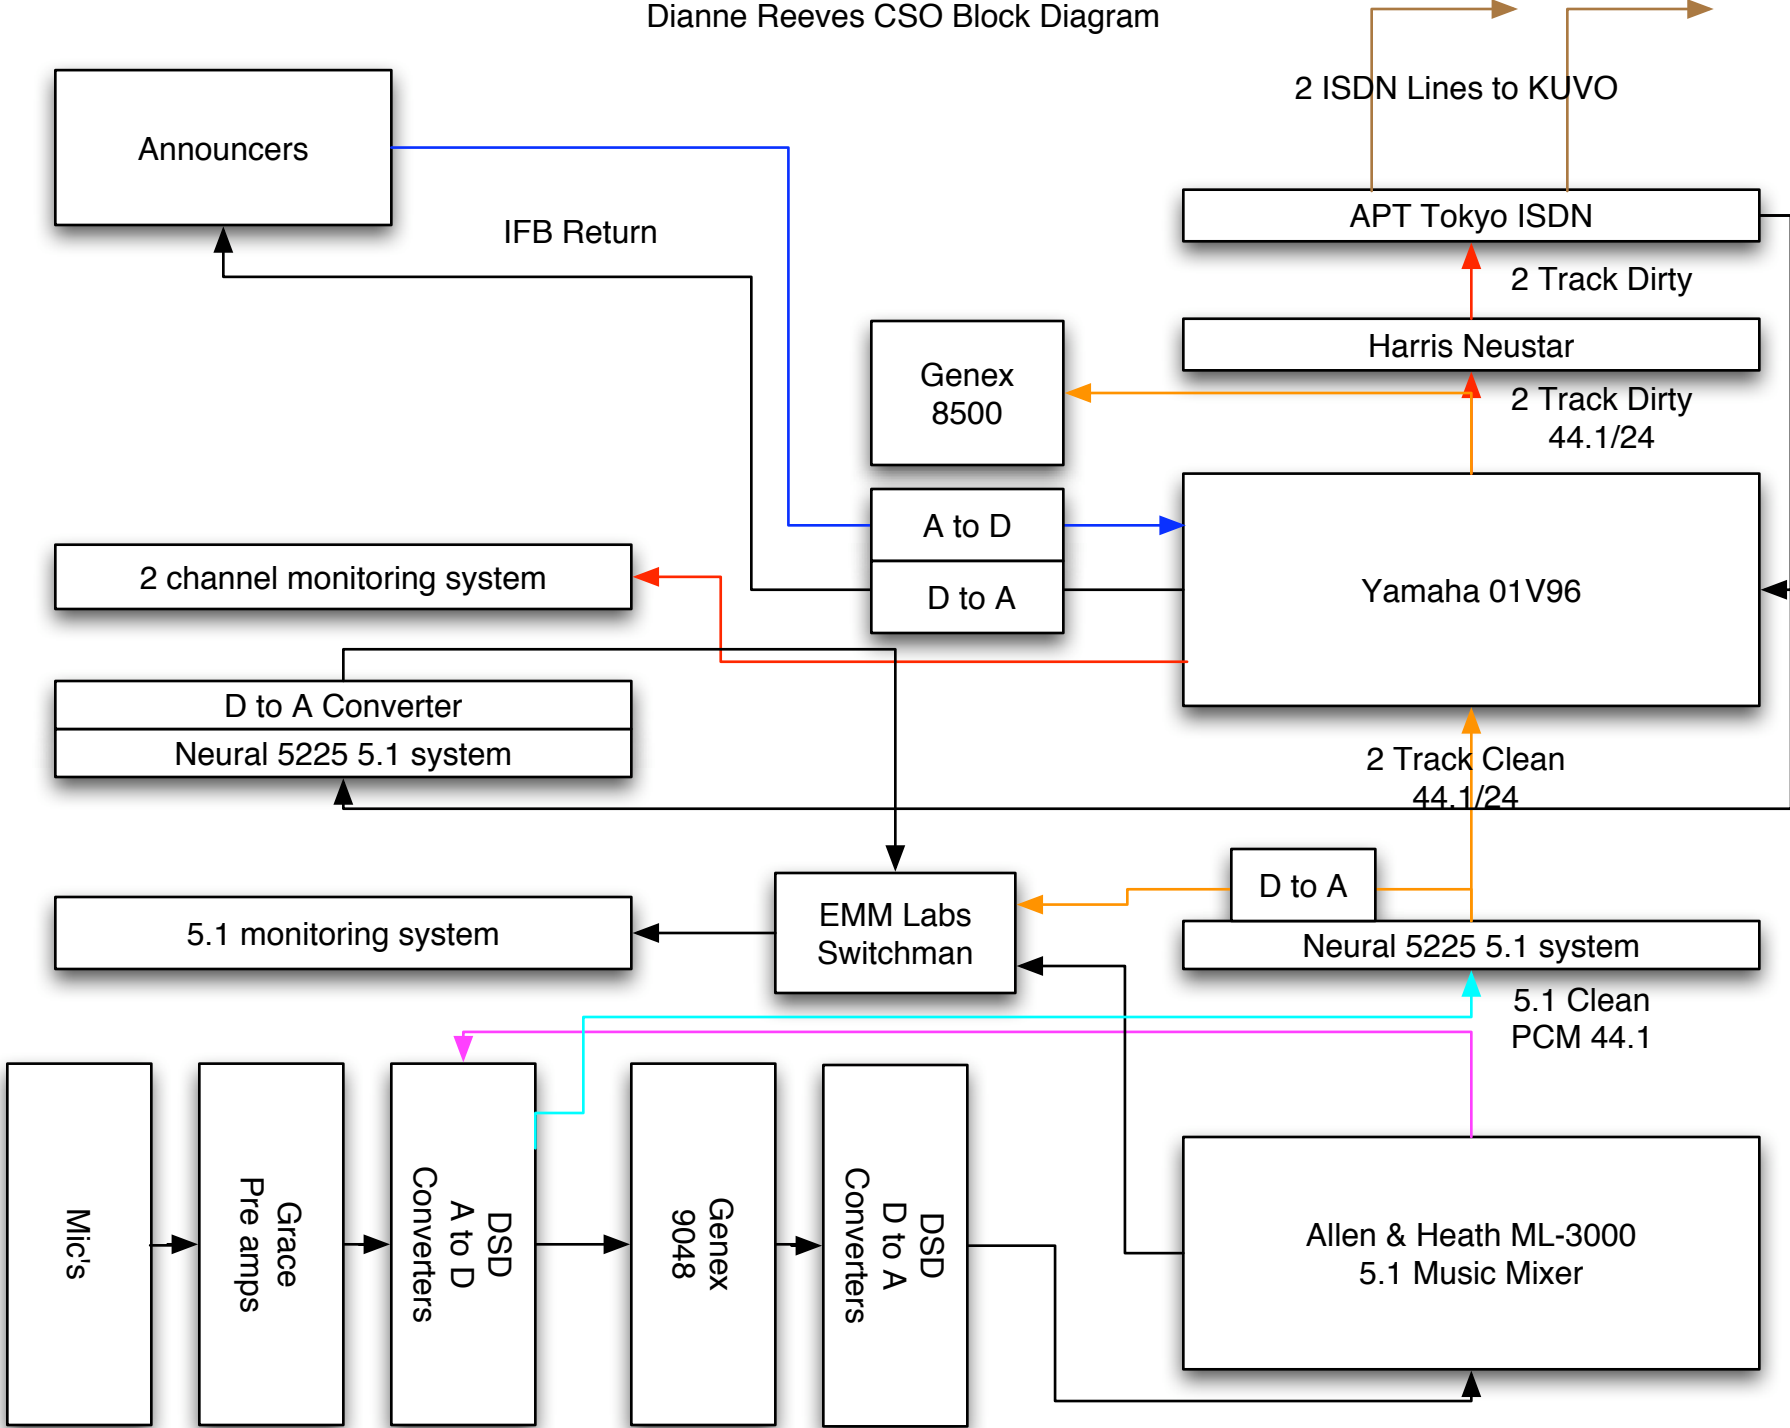 Dianne Reeves CSO Block Diagram
2 ISDN Lines to KUVO
Announcers
IFB Return
APT Tokyo ISDN
2 Track Dirty
Harris Neustar
Genex
8500
2 Track Dirty
44.1/24
A to D
D to A
Yamaha 01V96
2 channel monitoring system
D to A Converter
Neural 5225 5.1 system
2 Track Clean
44.1/24
D to A
EMM Labs
Switchman
5.1 monitoring system
Neural 5225 5.1 system
5.1 Clean
PCM 44.1
Mic's
Grace
Pre amps
DSD
A to D
Converters
Genex
9048
DSD
D to A
Converters
Allen & Heath ML-3000
5.1 Music Mixer